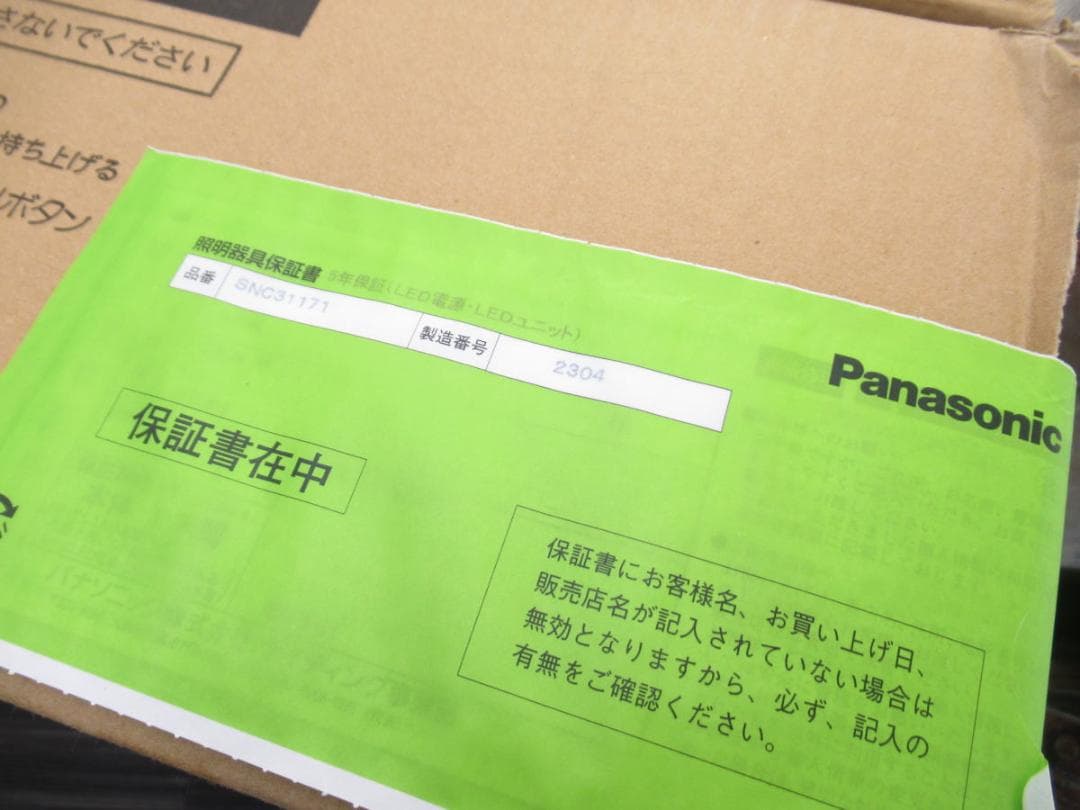 さないでください
持ち上げる
ルボタン
照明器具保証書 5年保証（LED電源・LEDユニット）
品番 SNC31171 製造番号 2304
Panasonic
保証書在中
保証書にお客様名、お買い上げ日、
販売店名が記入されていない場合は
無効となりますから、必ず、記入の
有無をご確認ください。